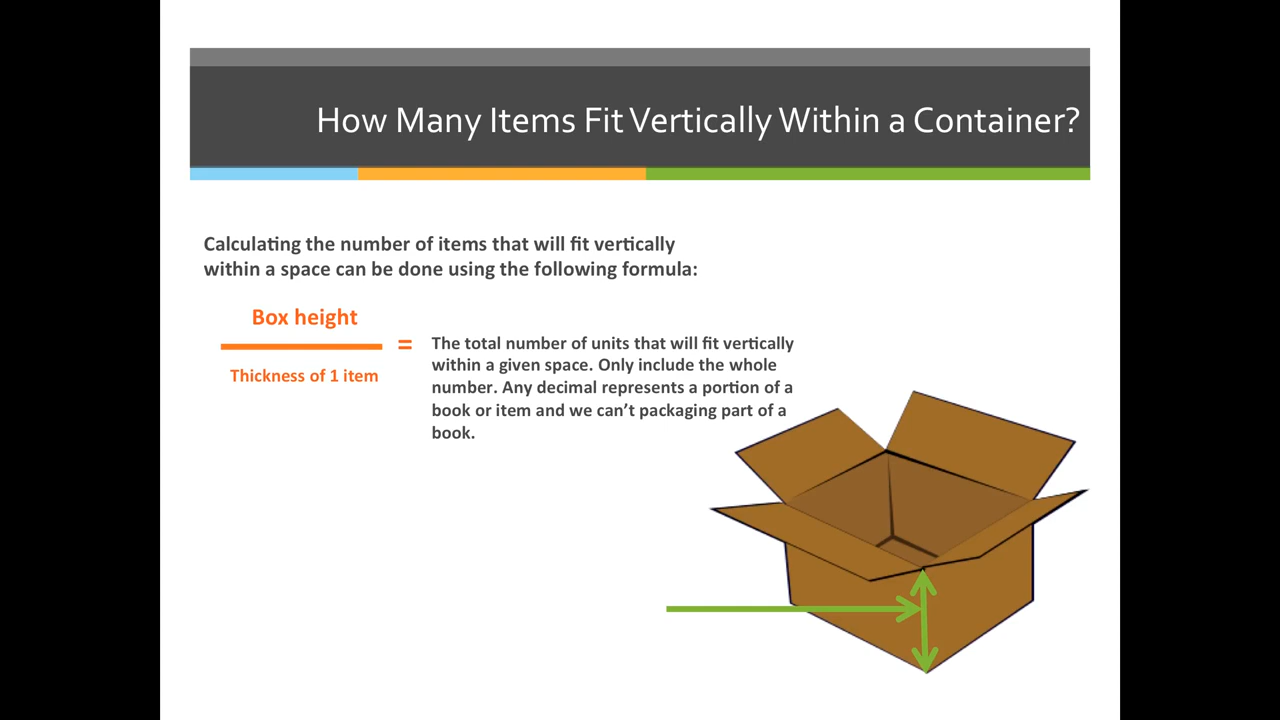 How Many Items Fit Vertically Within a Container?
Calculating the number of items that will fit vertically
within a space can be done using the following formula:
Box height
Thickness of 1 item
=
The total number of units that will fit vertically
within a given space. Only include the whole
number. Any decimal represents a portion of a
book or item and we can’t packaging part of a
book.